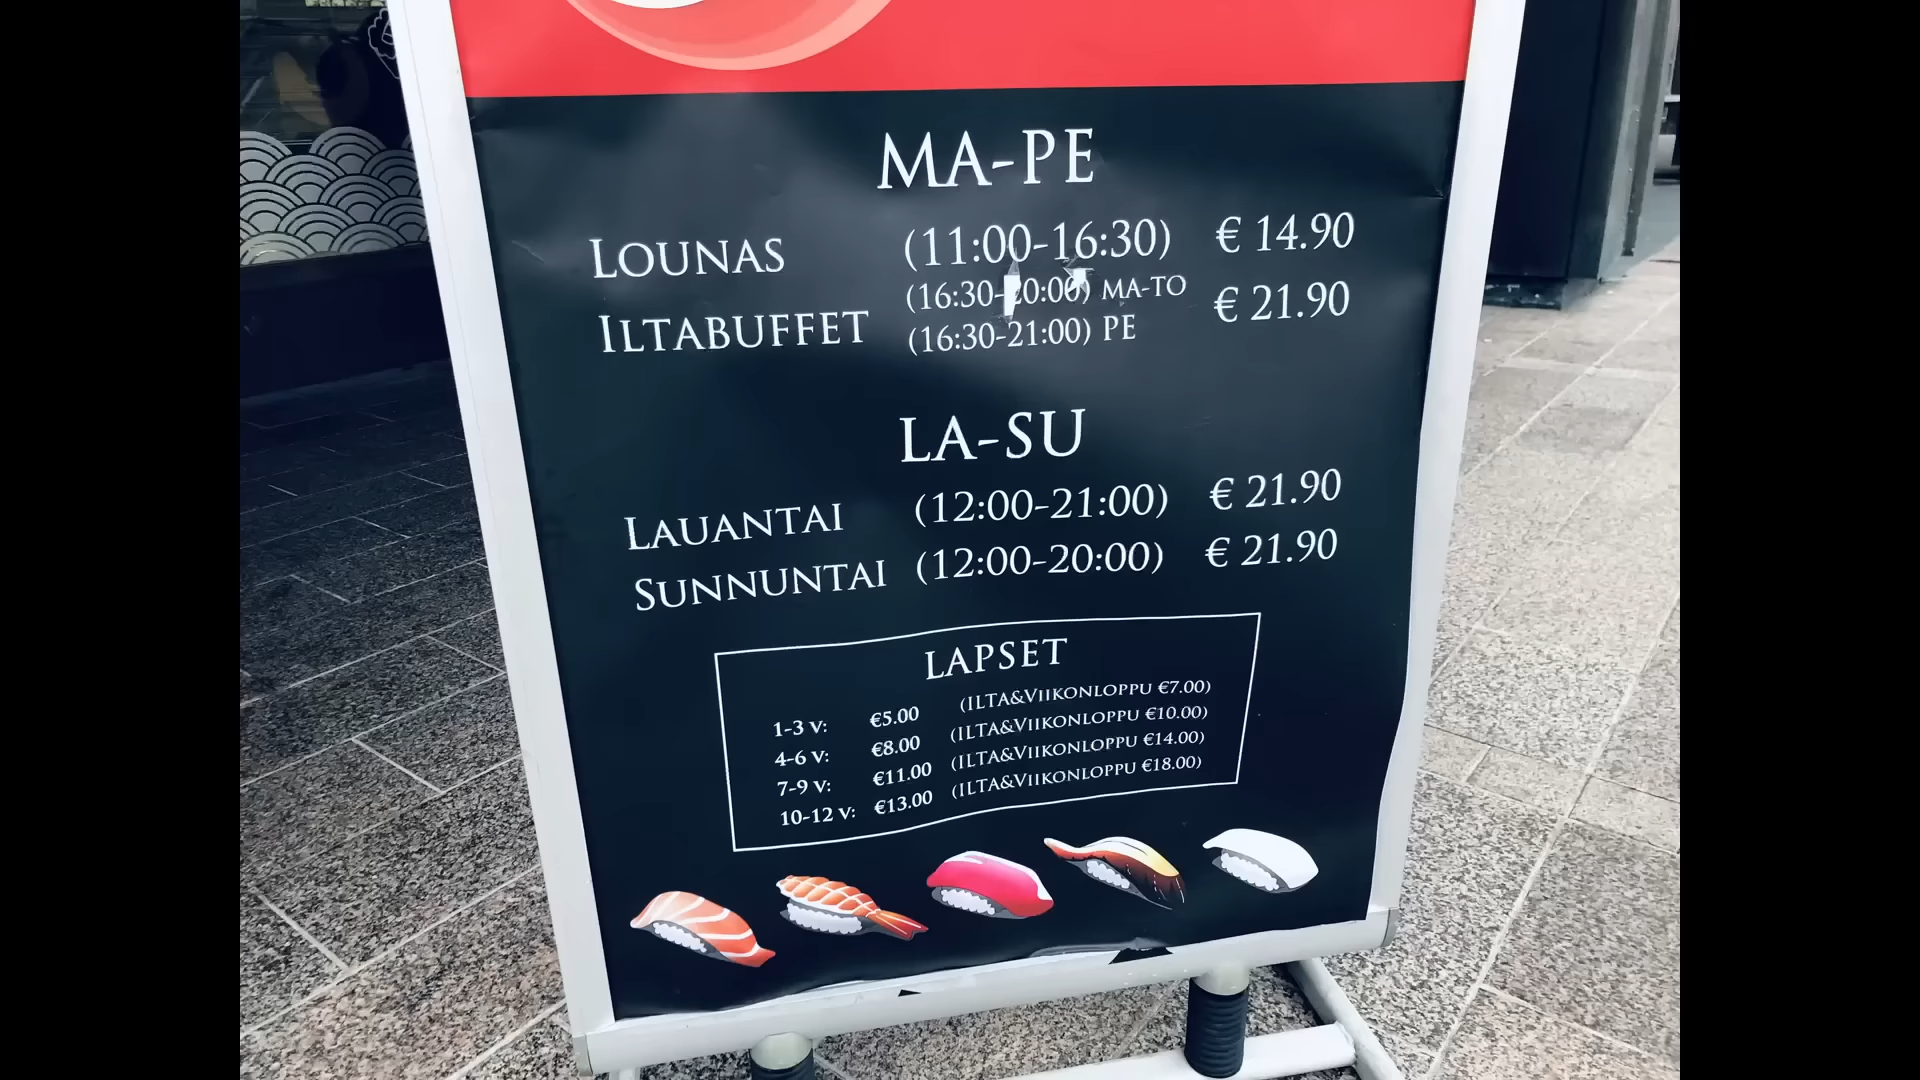 MA-PE
LOUNAS (11:00-16:30) € 14.90
(16:30-20:00) MA-TO
ILTABUFFET € 21.90
(16:30-21:00) PE
LA-SU
LAUANTAI (12:00-21:00) € 21.90
SUNNUNTAI (12:00-20:00) € 21.90
LAPSET
1-3 V: €5.00 (ILTA&VIIKONLOPPU €7.00)
4-6 V: €8.00 (ILTA&VIIKONLOPPU €10.00)
7-9 V: €11.00 (ILTA&VIIKONLOPPU €14.00)
10-12 V: €13.00 (ILTA&VIIKONLOPPU €18.00)